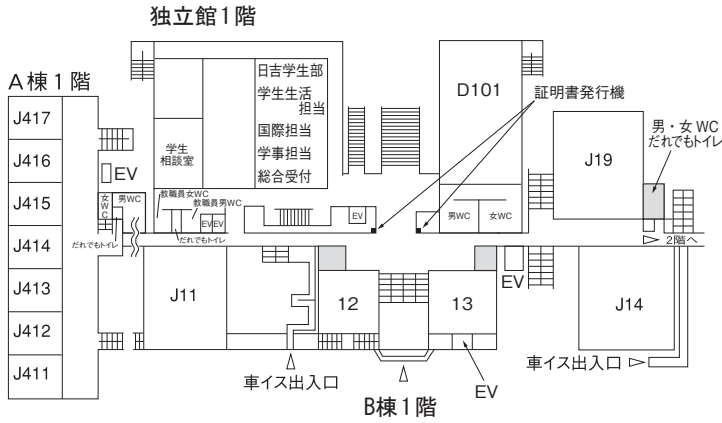 独立館1階
A棟1階
J417
J416
J415
J414
J413
J412
J411
EV
女WC
男WC
だれでもトイレ
学生
相談室
日吉学生部
学生生活
担当
国際担当
学事担当
総合受付
教職員女WC
教職員男WC
EV
EV
だれでもトイレ
EV
D101
証明書発行機
男WC
女WC
J19
男・女WC
だれでもトイレ
2階へ
J11
12
13
EV
J14
車イス出入口
車イス出入口
EV
B棟1階